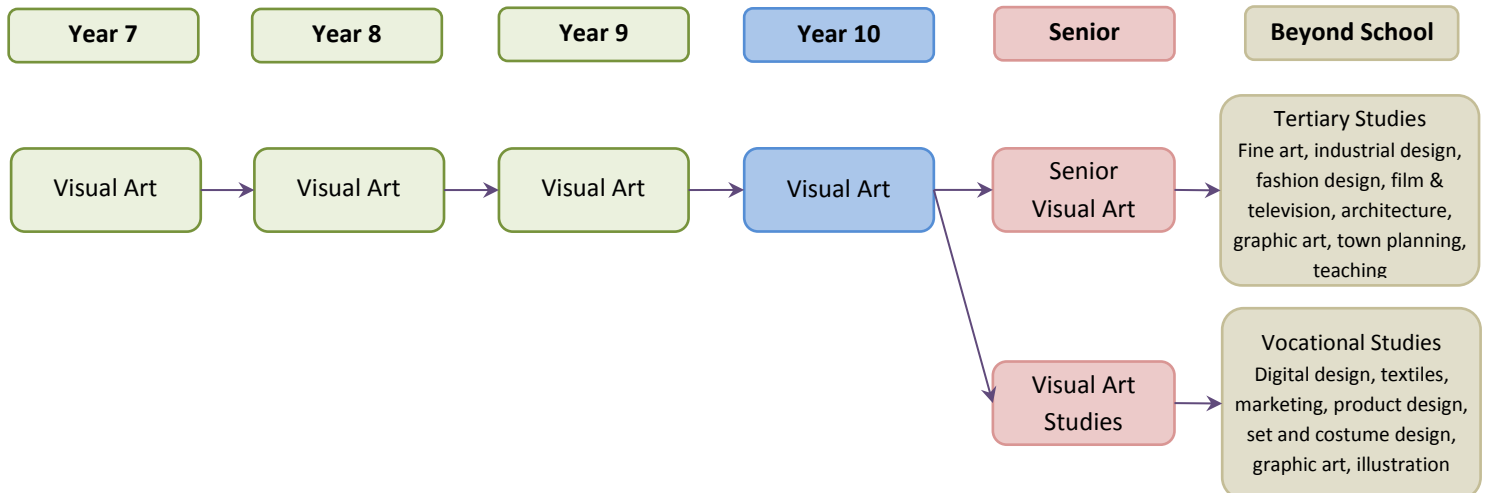 Year 7
Year 8
Year 9
Year 10
Senior
Beyond School
Visual Art
Visual Art
Visual Art
Visual Art
Senior
Visual Art
Tertiary Studies
Fine art, industrial design,
fashion design, film &
television, architecture,
graphic art, town planning,
teaching
Visual Art
Studies
Vocational Studies
Digital design, textiles,
marketing, product design,
set and costume design,
graphic art, illustration